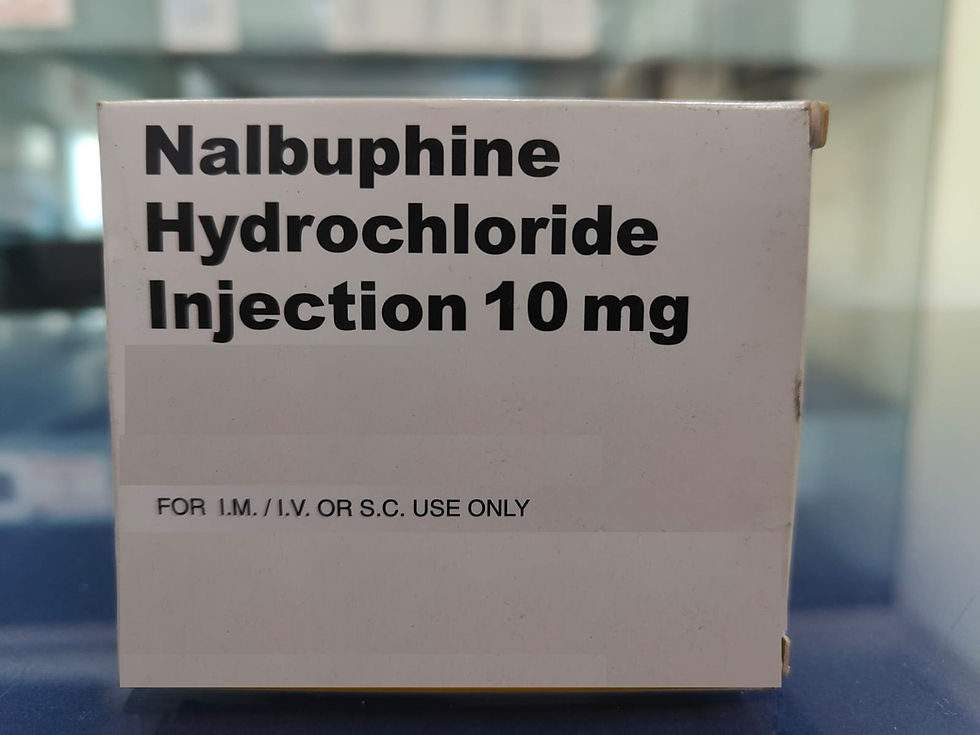 Nalbuphine
Hydrochloride
Injection 10 mg
FOR I.M. / I.V. OR S.C. USE ONLY